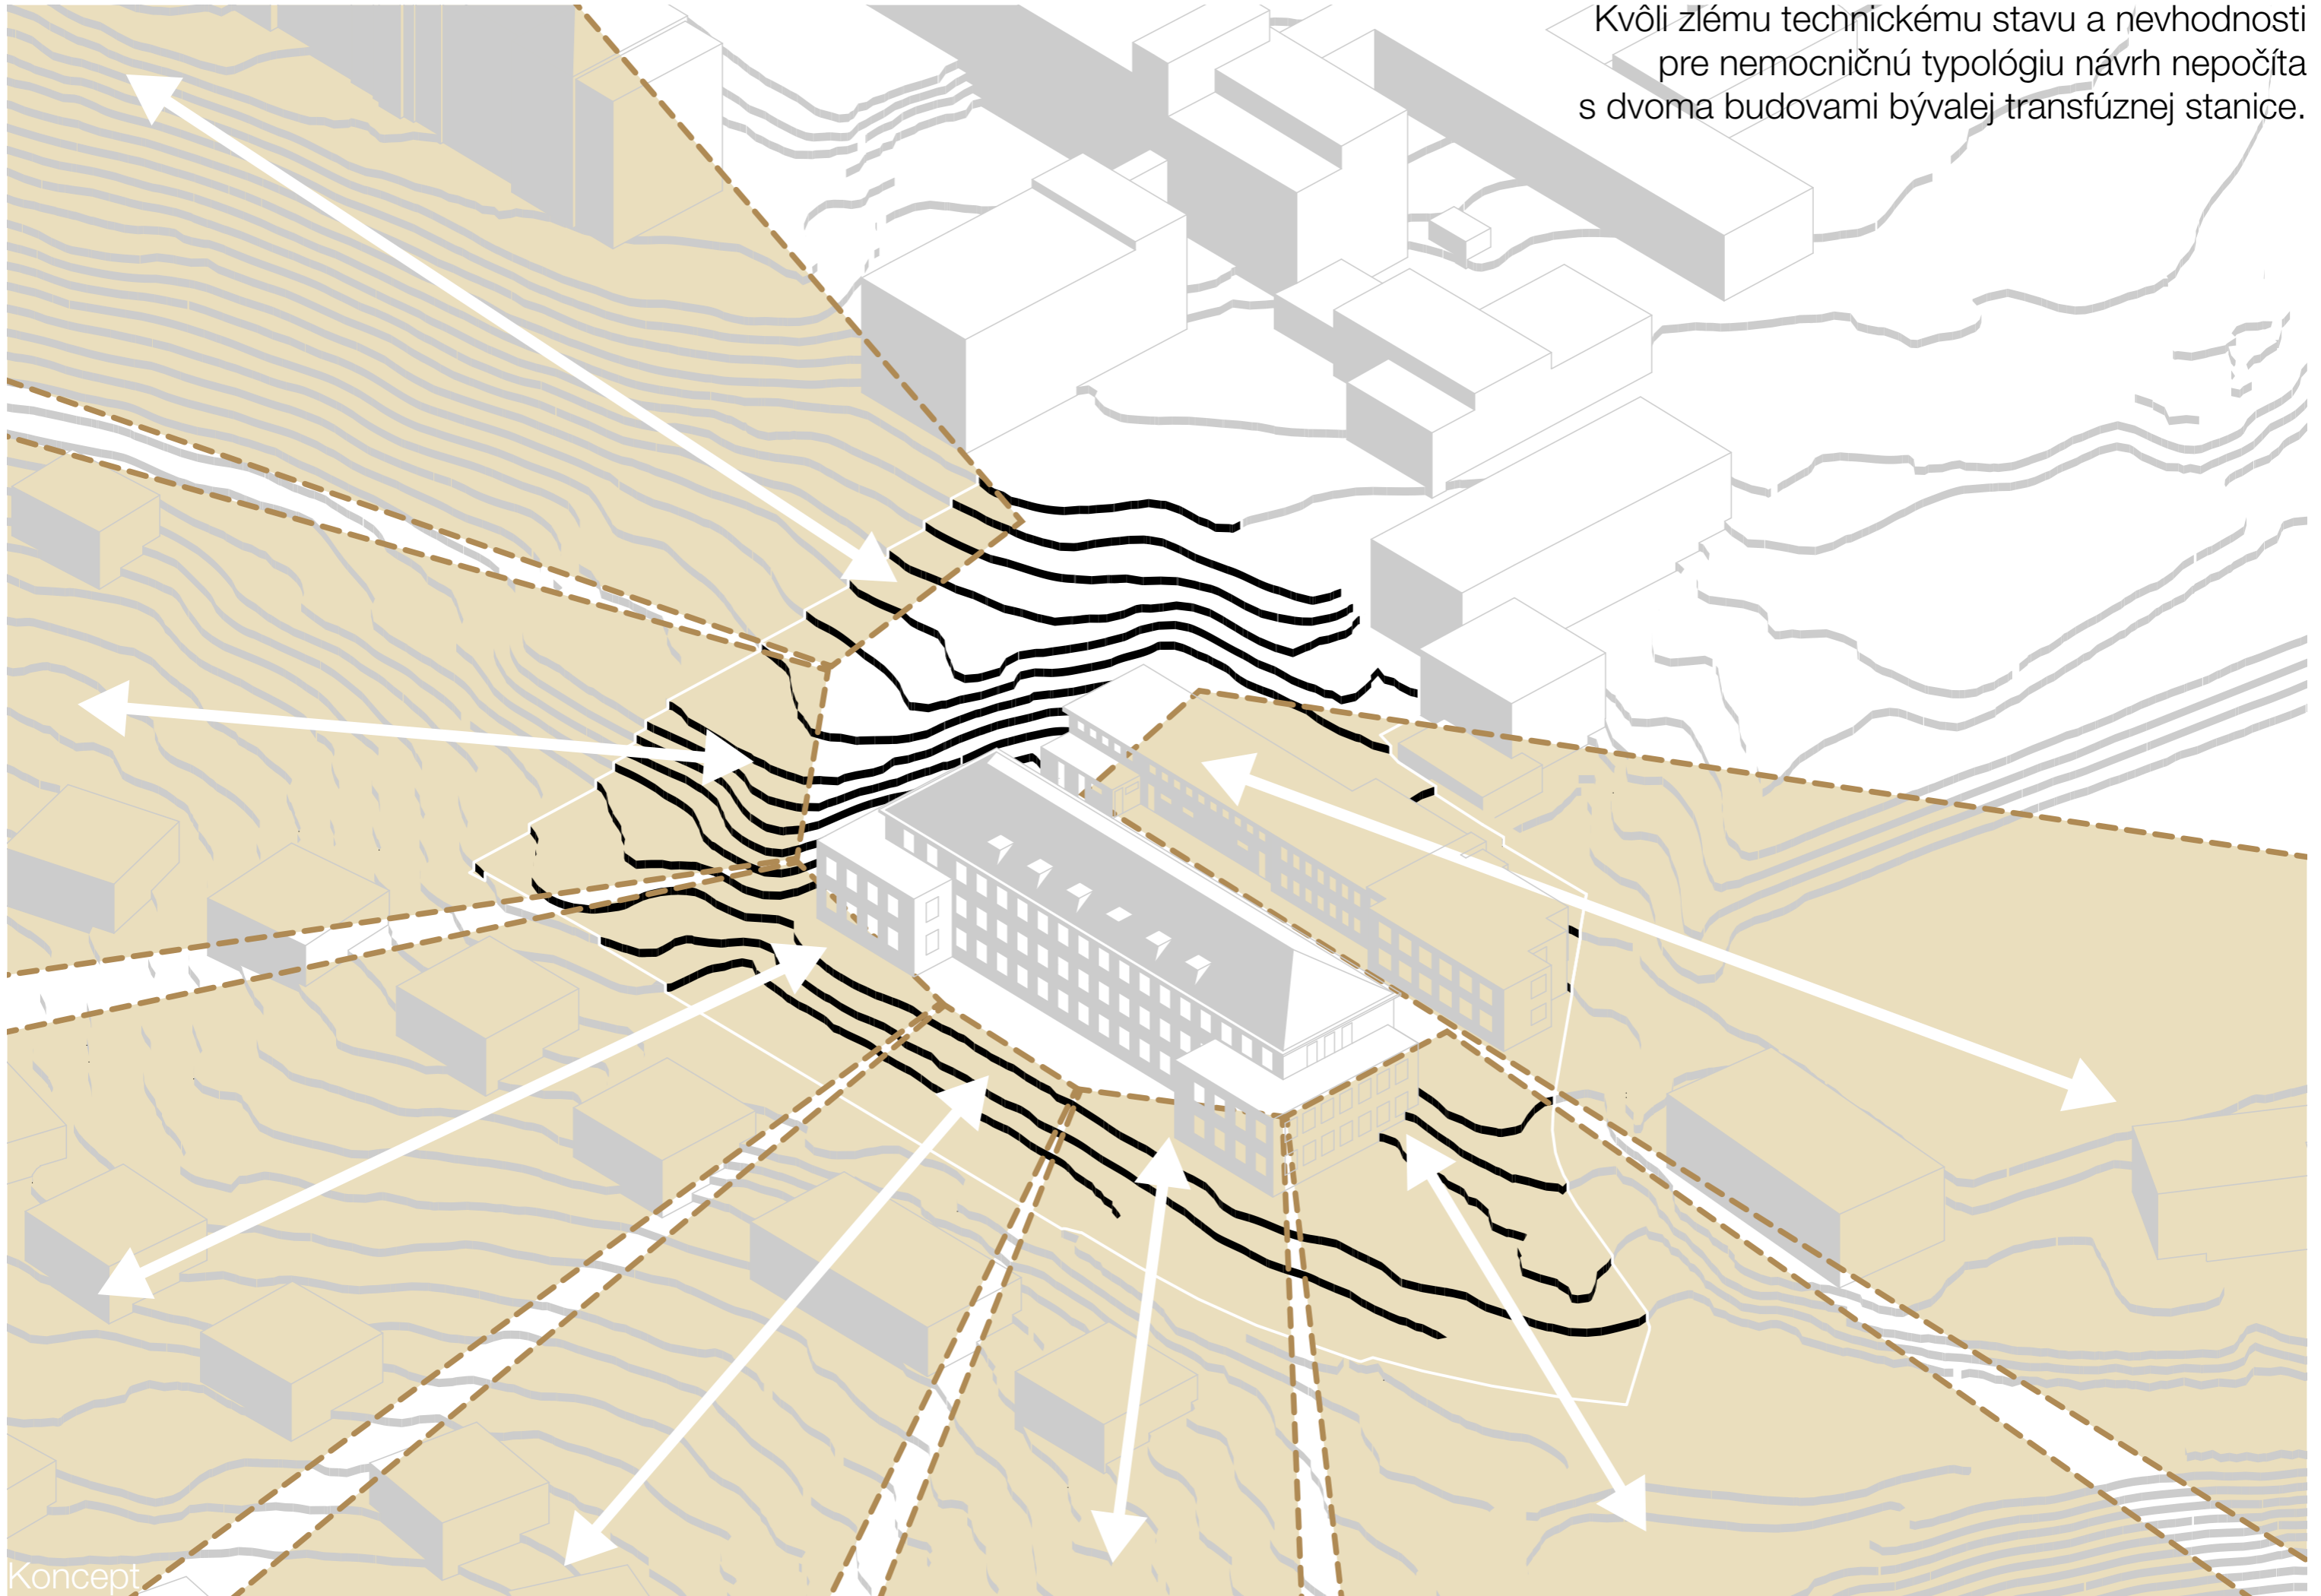 Kvôli zlému technickému stavu a nevhodnosti
pre nemocničnú typológiu návrh nepočíta
s dvoma budovami bývalej transfúznej stanice.
Koncept